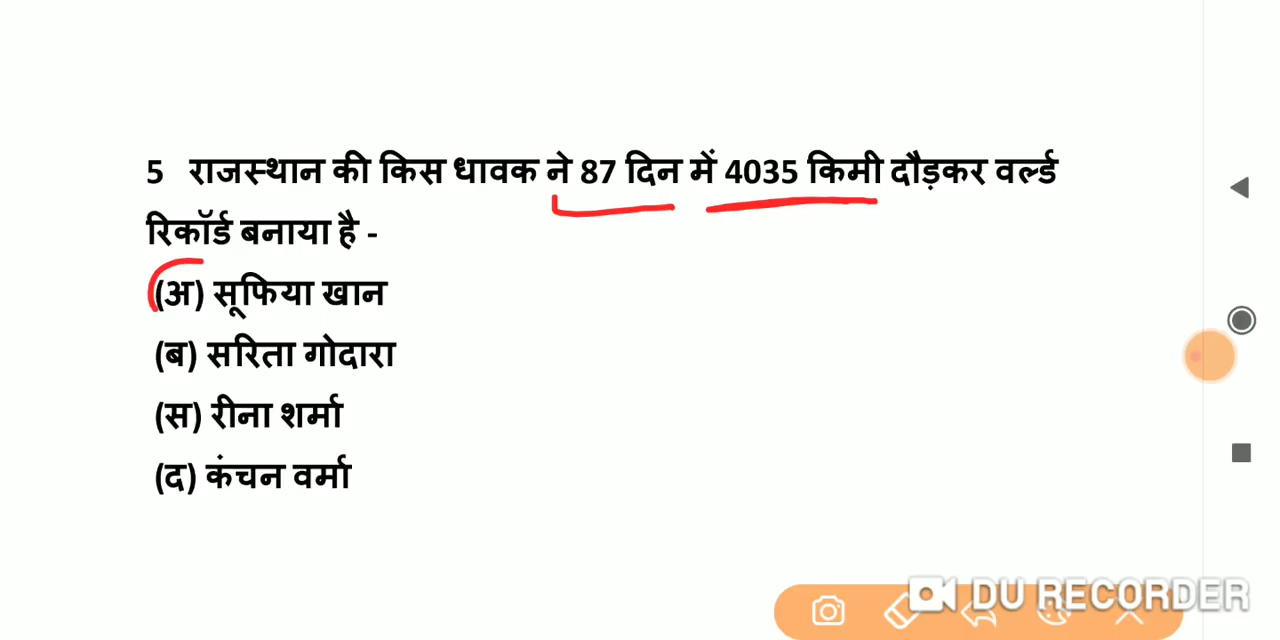 5 राजस्थान की किस धावक ने 87 दिन में 4035 किमी दौड़कर वर्ल्ड
रिकॉर्ड बनाया है -
(अ) सूफिया खान
(ब) सरिता गोदारा
(स) रीना शर्मा
(द) कंचन वर्मा
DU RECORDER